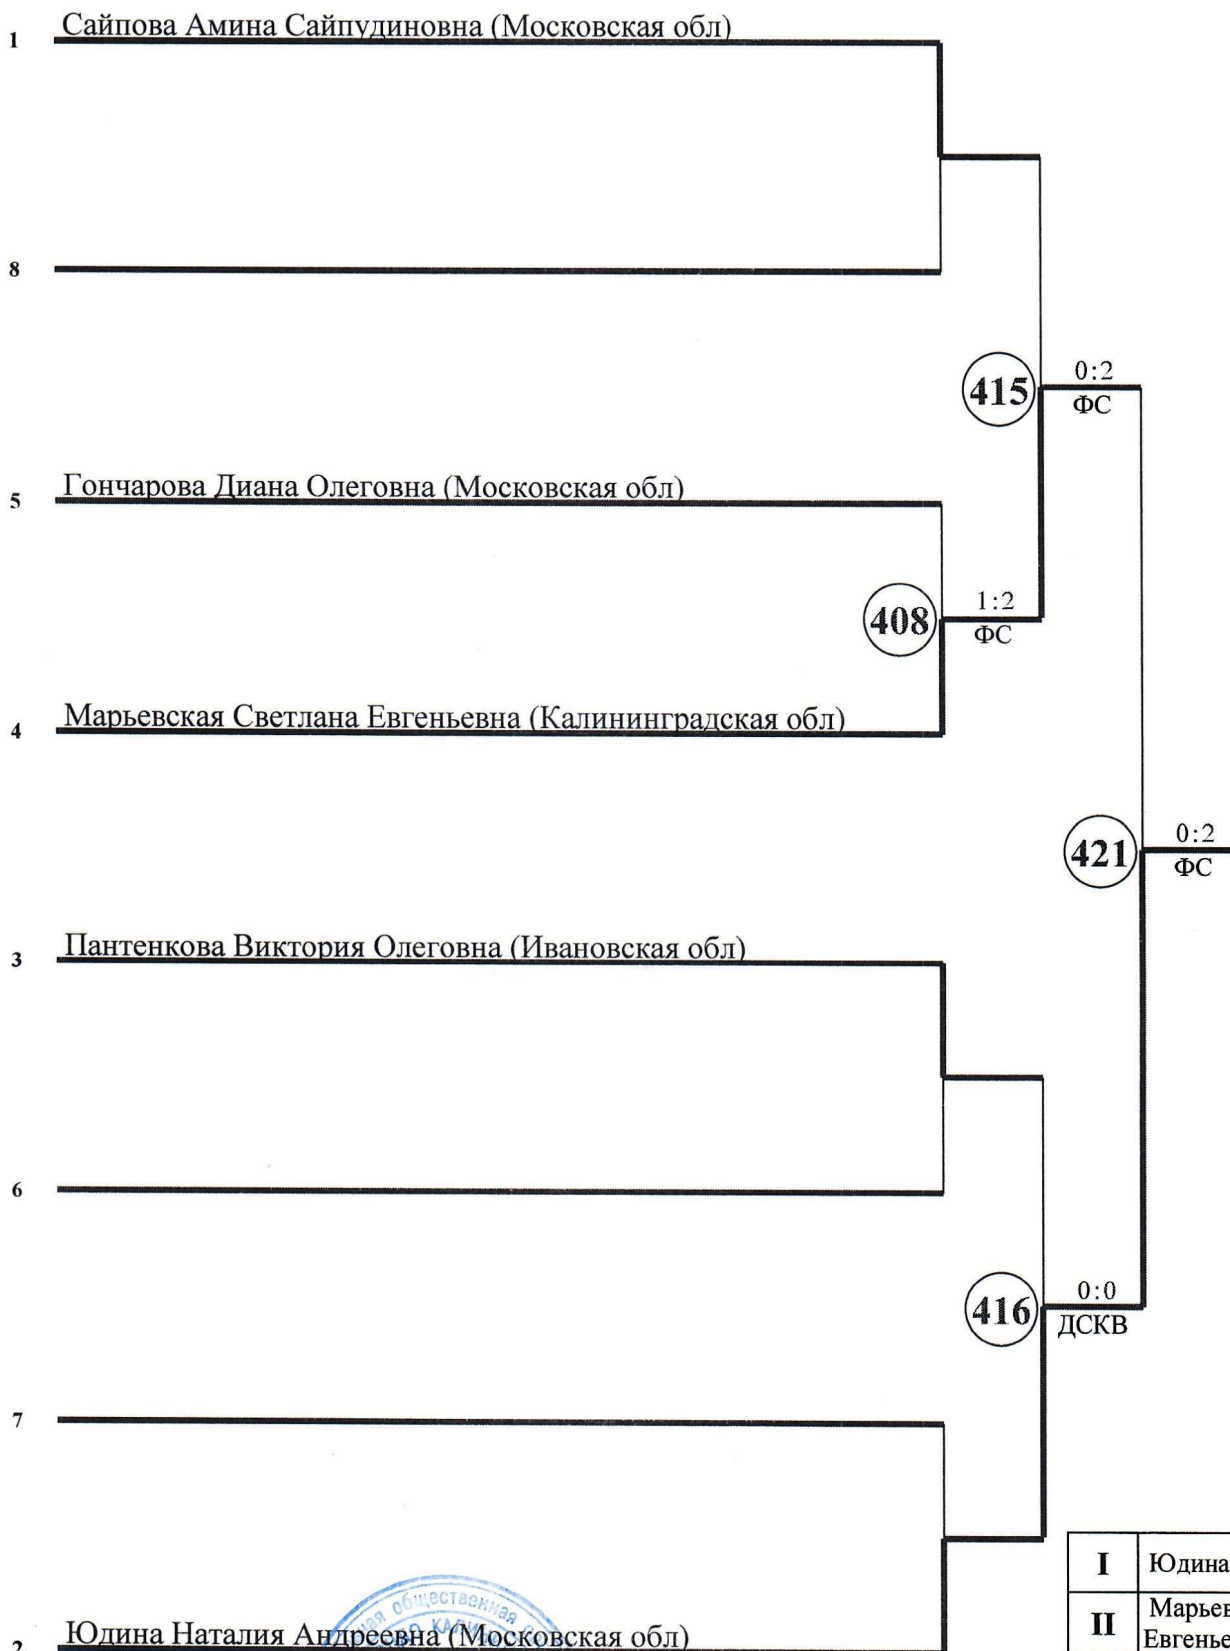 1 Сайпова Амина Сайпудиновна (Московская обл)
8
415 0:2
ФС
5 Гончарова Диана Олеговна (Московская обл)
408 1:2
ФС
4 Марьевская Светлана Евгеньевна (Калининградская обл)
421 0:2
ФС
3 Пантенкова Виктория Олеговна (Ивановская обл)
6
416 0:0
ДСКВ
7
I Юдина
II Марьев
Евгенье
общественная
2 Юдина Наталия Андреевна (Московская обл)